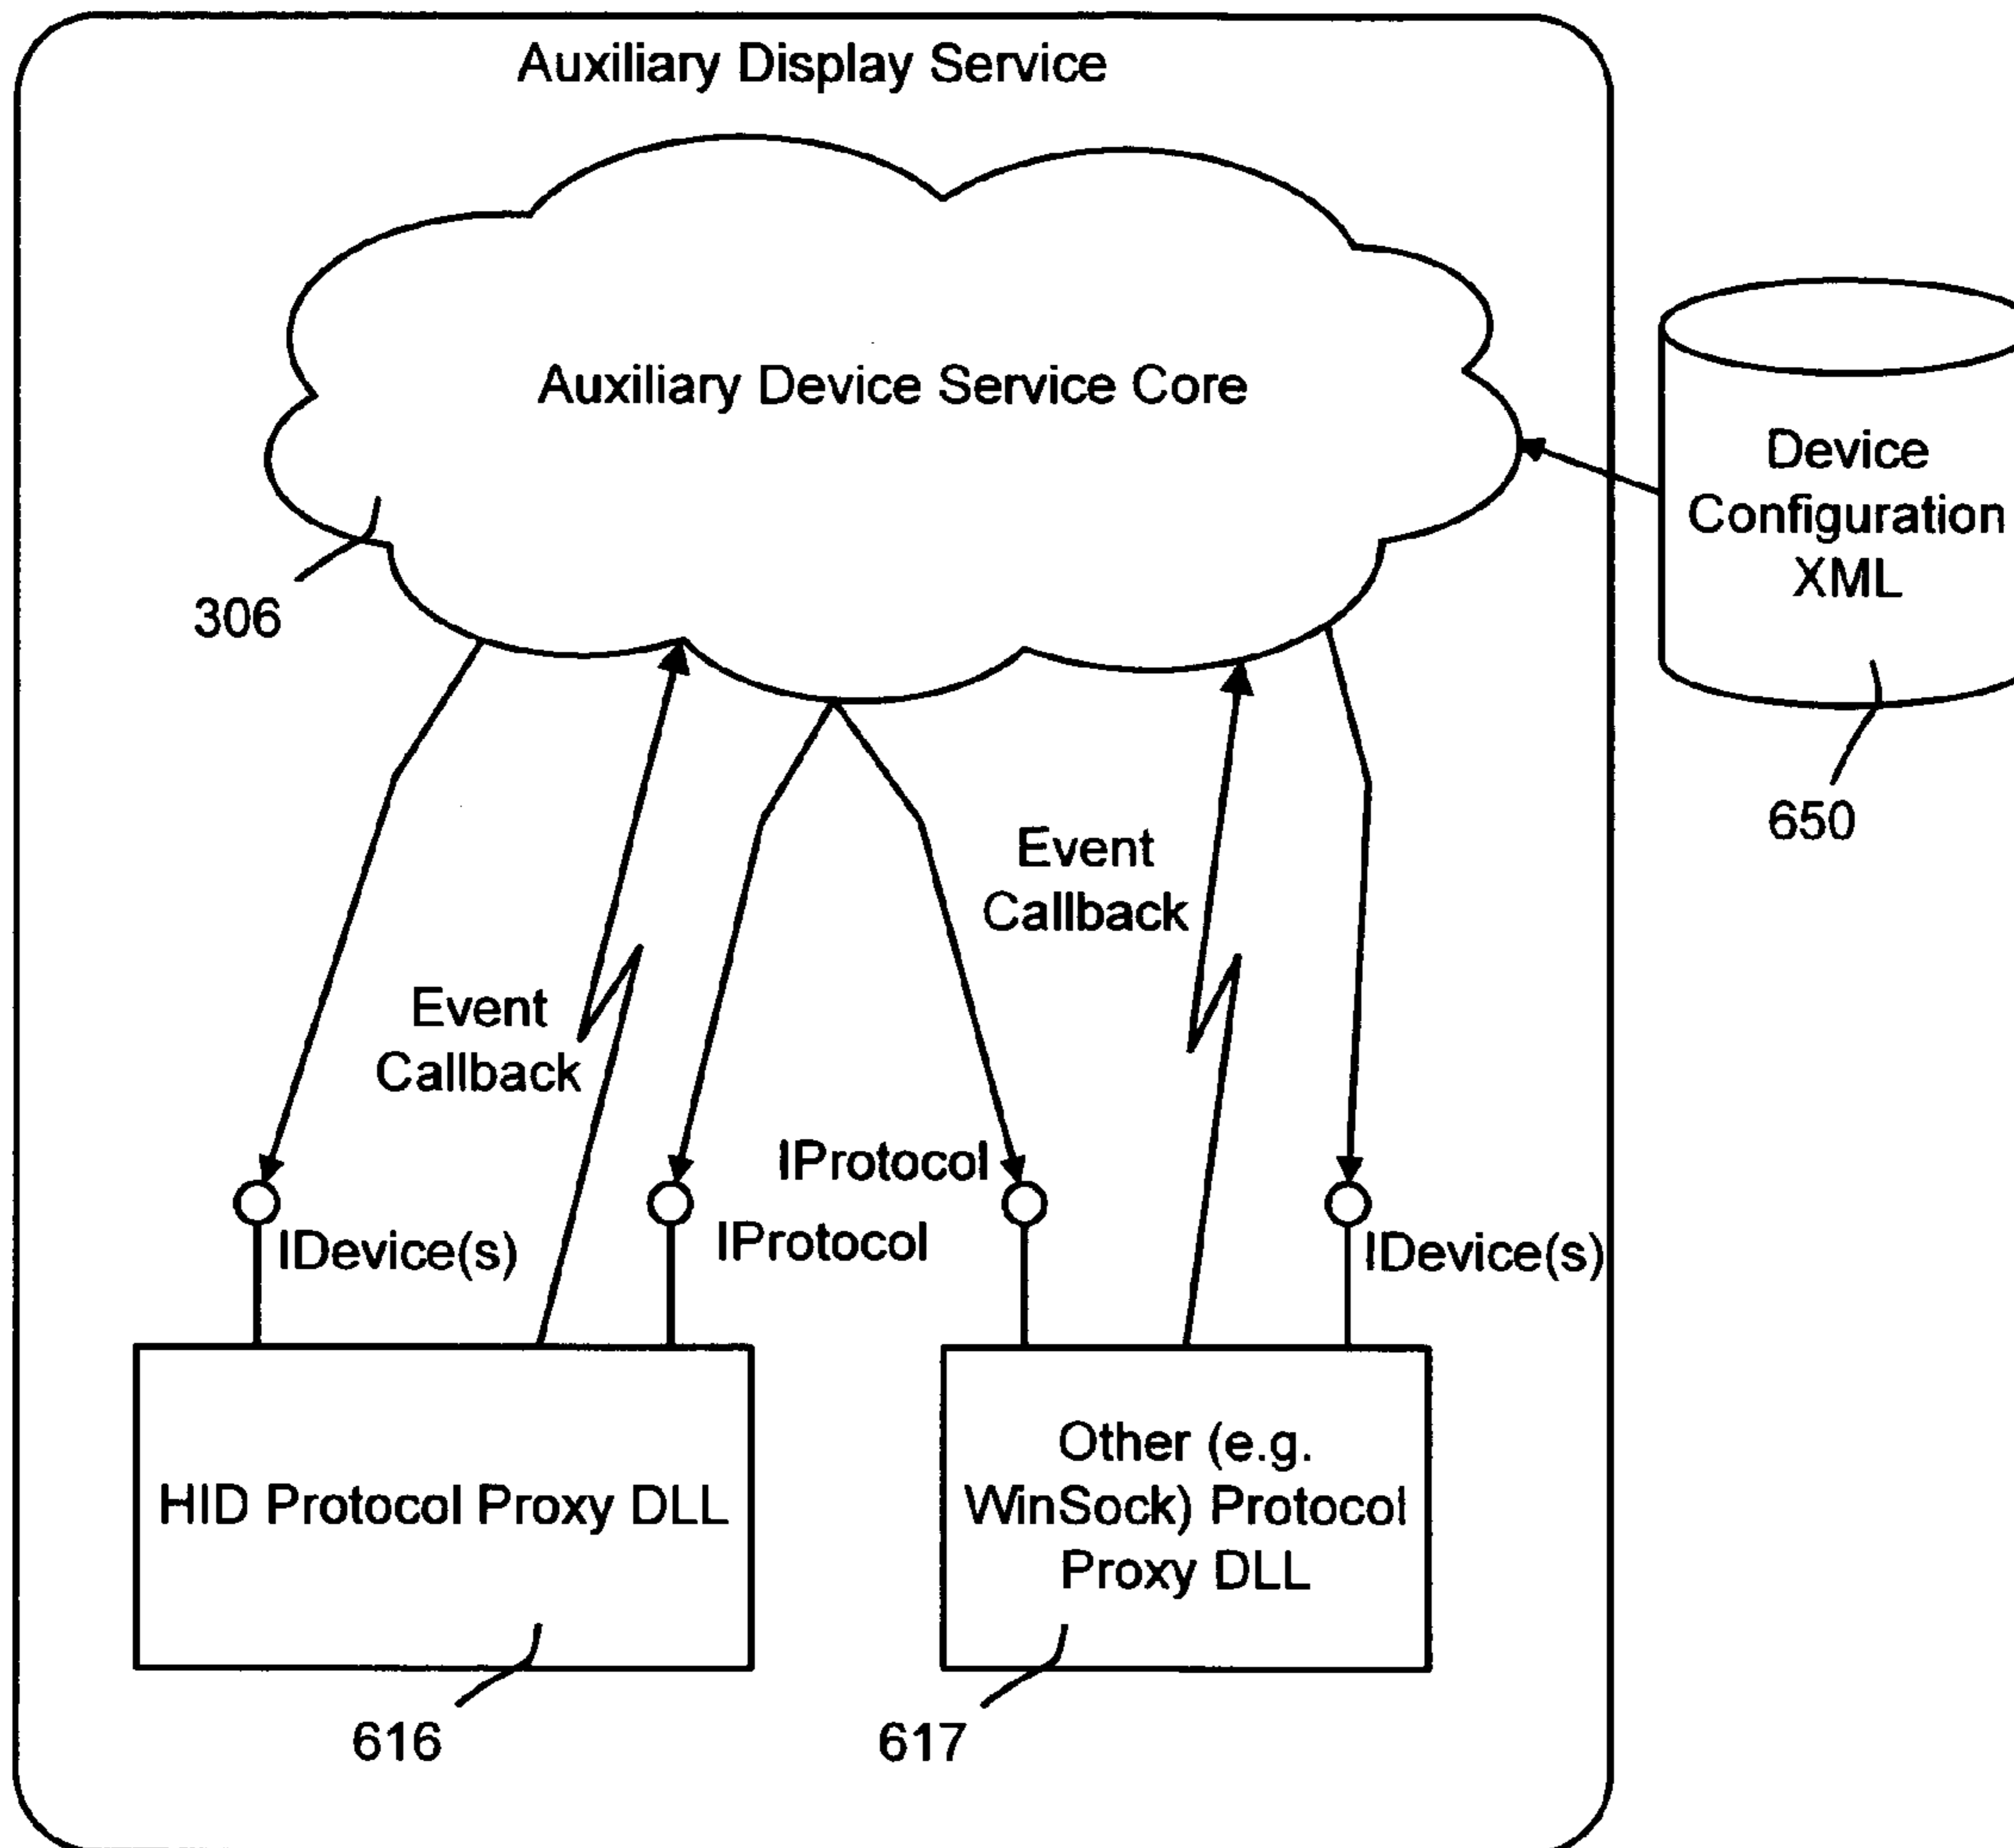 Auxiliary Display Service
Auxiliary Device Service Core
Device
Configuration
XML
306
650
Event
Callback
Event
Callback
IProtocol
IDevice(s)
IProtocol
IDevice(s)
HID Protocol Proxy DLL
Other (e.g.
WinSock) Protocol
Proxy DLL
616
617